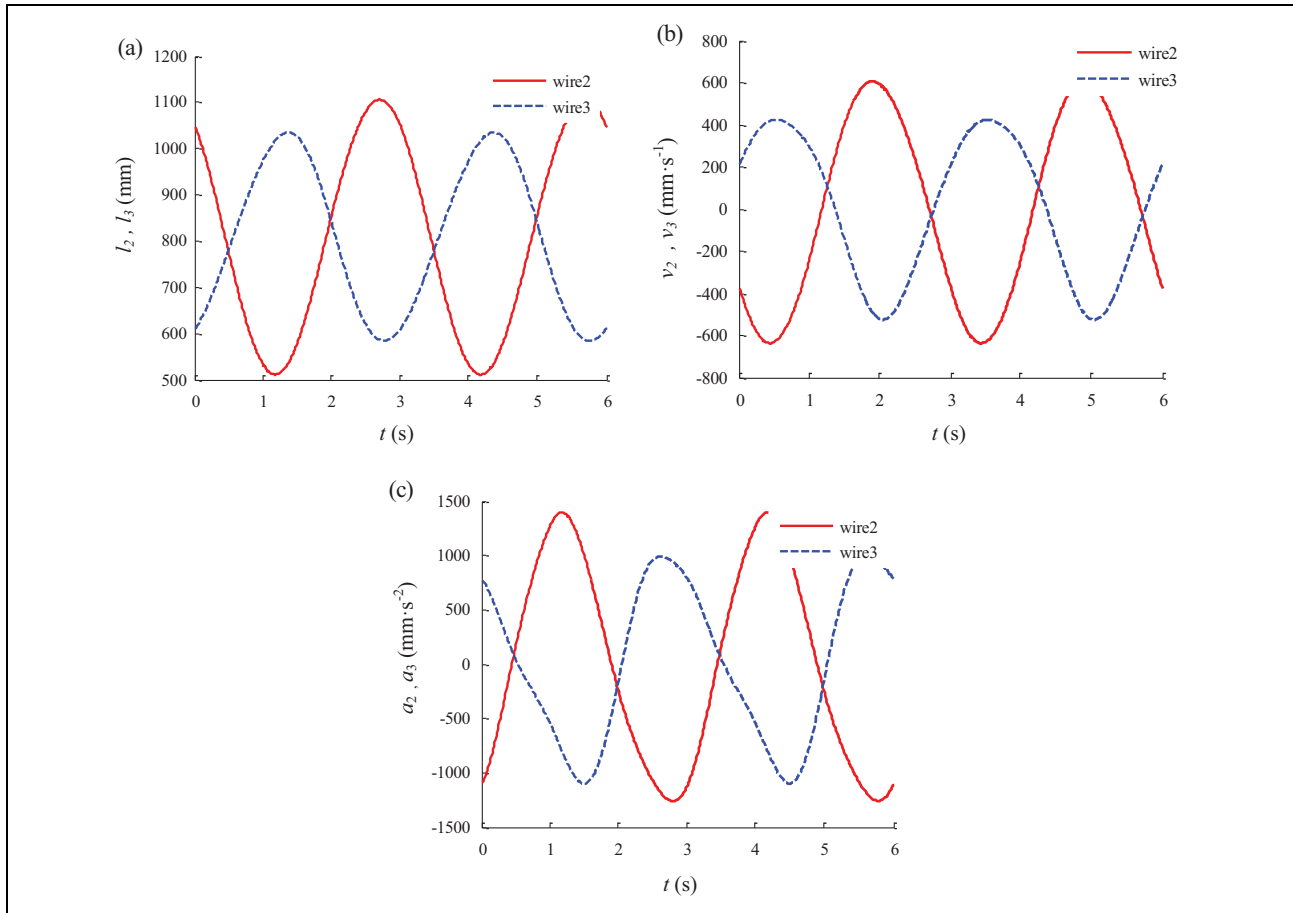 (a)
1200
1100
1000
900
800
700
600
500
0 1 2 3 4 5 6
l2 , l3 (mm)
t (s)
wire2
wire3
(b)
800
600
400
200
0
-200
-400
-600
-800
0 1 2 3 4 5 6
v2 , v3 (mm·s-1)
t (s)
wire2
wire3
(c)
1500
1000
500
0
-500
-1000
-1500
0 1 2 3 4 5 6
a2 , a3 (mm·s-2)
t (s)
wire2
wire3